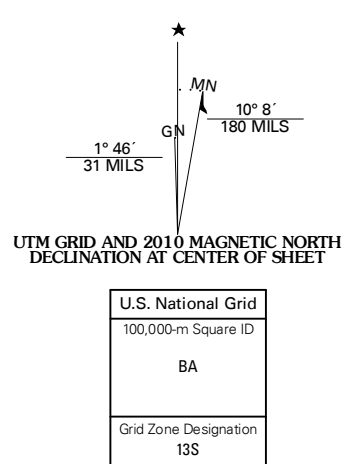 MN
GN
10° 8´
180 MILS
1° 46´
31 MILS
UTM GRID AND 2010 MAGNETIC NORTH
DECLINATION AT CENTER OF SHEET
U.S. National Grid
100,000-m Square ID
BA
Grid Zone Designation
13S